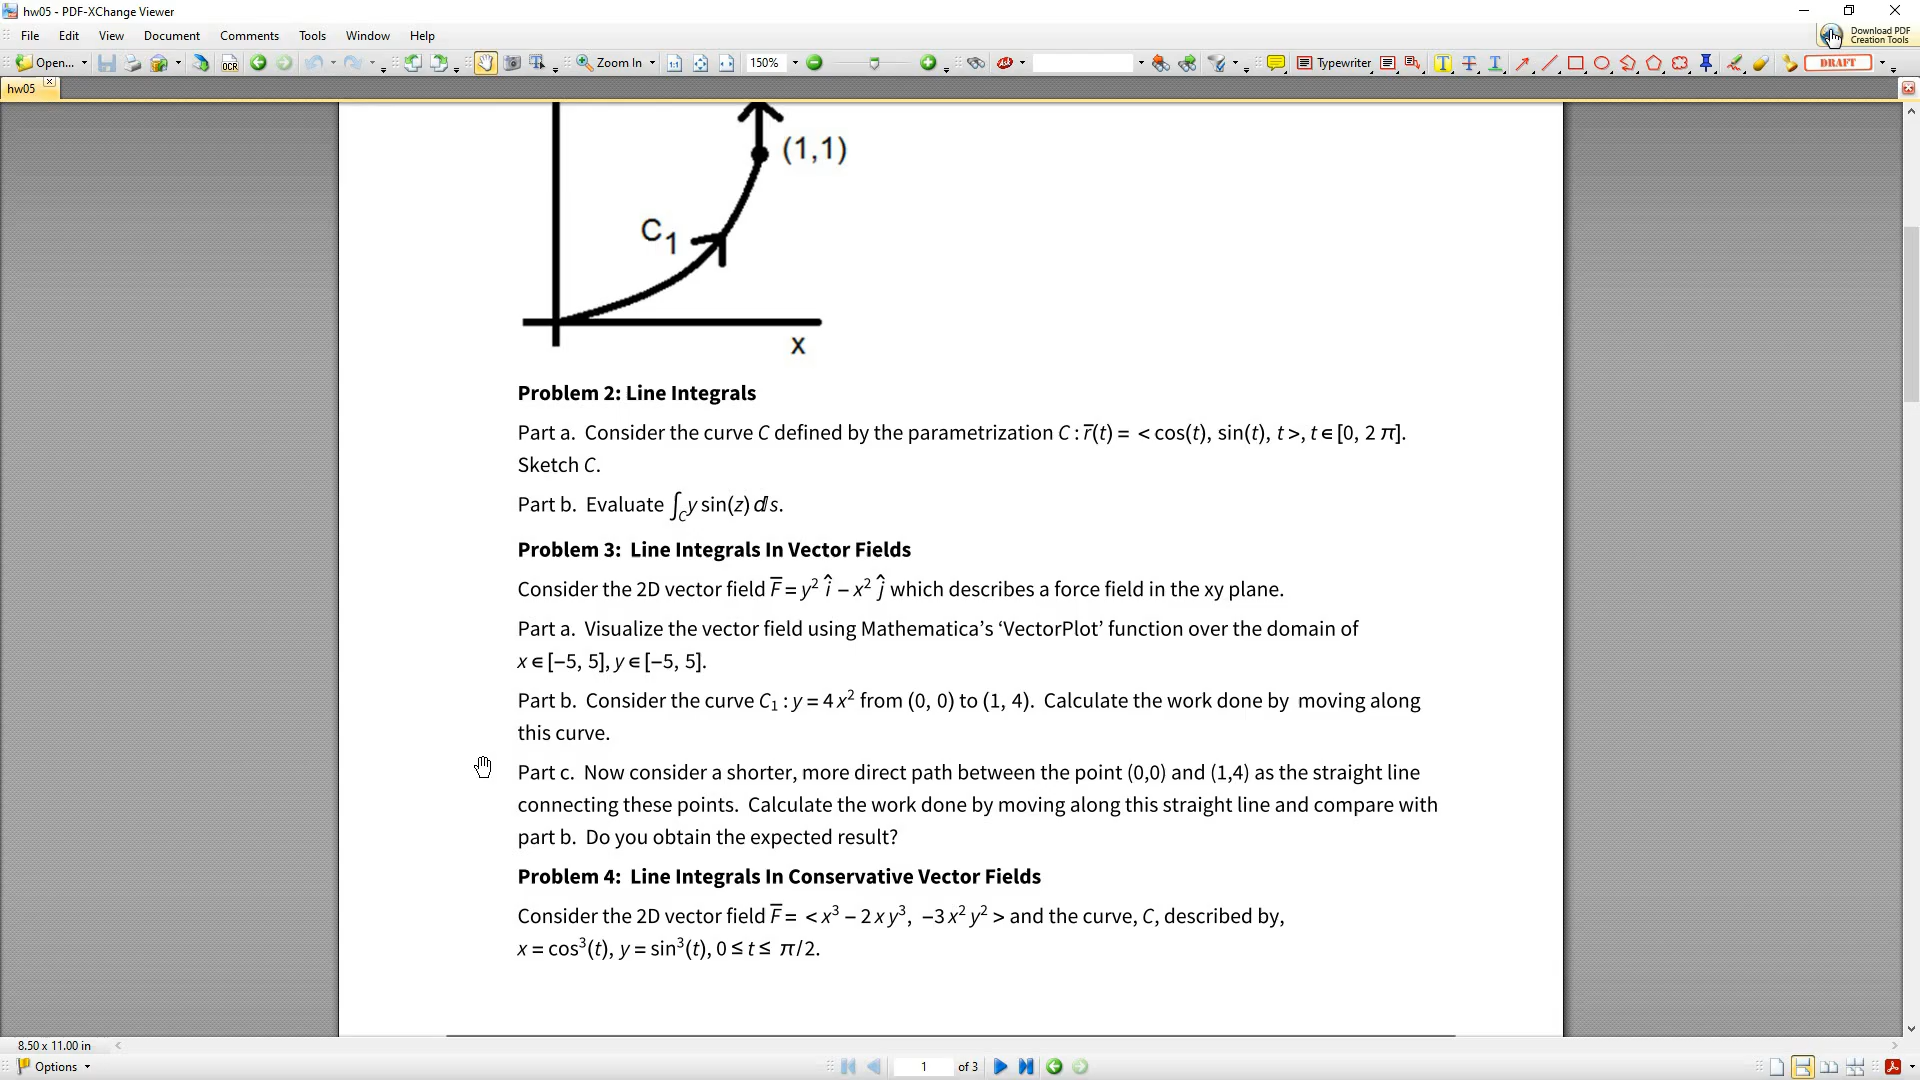 hw05 - PDF-XChange Viewer
File Edit View Document Comments Tools Window Help
Download PDF
Creation Tools
Open... OCR Zoom In 1:1 150% Typewriter DRAFT
hw05
(1,1)
C1
x
Problem 2: Line Integrals
Part a. Consider the curve C defined by the parametrization C : r̅(t) = < cos(t), sin(t), t >, t ∈ [0, 2 π].
Sketch C.
Part b. Evaluate ∫_C y sin(z) ⅆs.
Problem 3: Line Integrals In Vector Fields
Consider the 2D vector field F̅ = y² î – x² ĵ which describes a force field in the xy plane.
Part a. Visualize the vector field using Mathematica’s ‘VectorPlot’ function over the domain of
x ∈ [–5, 5], y ∈ [–5, 5].
Part b. Consider the curve C₁ : y = 4 x² from (0, 0) to (1, 4). Calculate the work done by moving along
this curve.
Part c. Now consider a shorter, more direct path between the point (0,0) and (1,4) as the straight line
connecting these points. Calculate the work done by moving along this straight line and compare with
part b. Do you obtain the expected result?
Problem 4: Line Integrals In Conservative Vector Fields
Consider the 2D vector field F̅ = < x³ – 2 x y³, –3 x² y² > and the curve, C, described by,
x = cos³(t), y = sin³(t), 0 ≤ t ≤ π/2.
8.50 x 11.00 in
Options 1 of 3